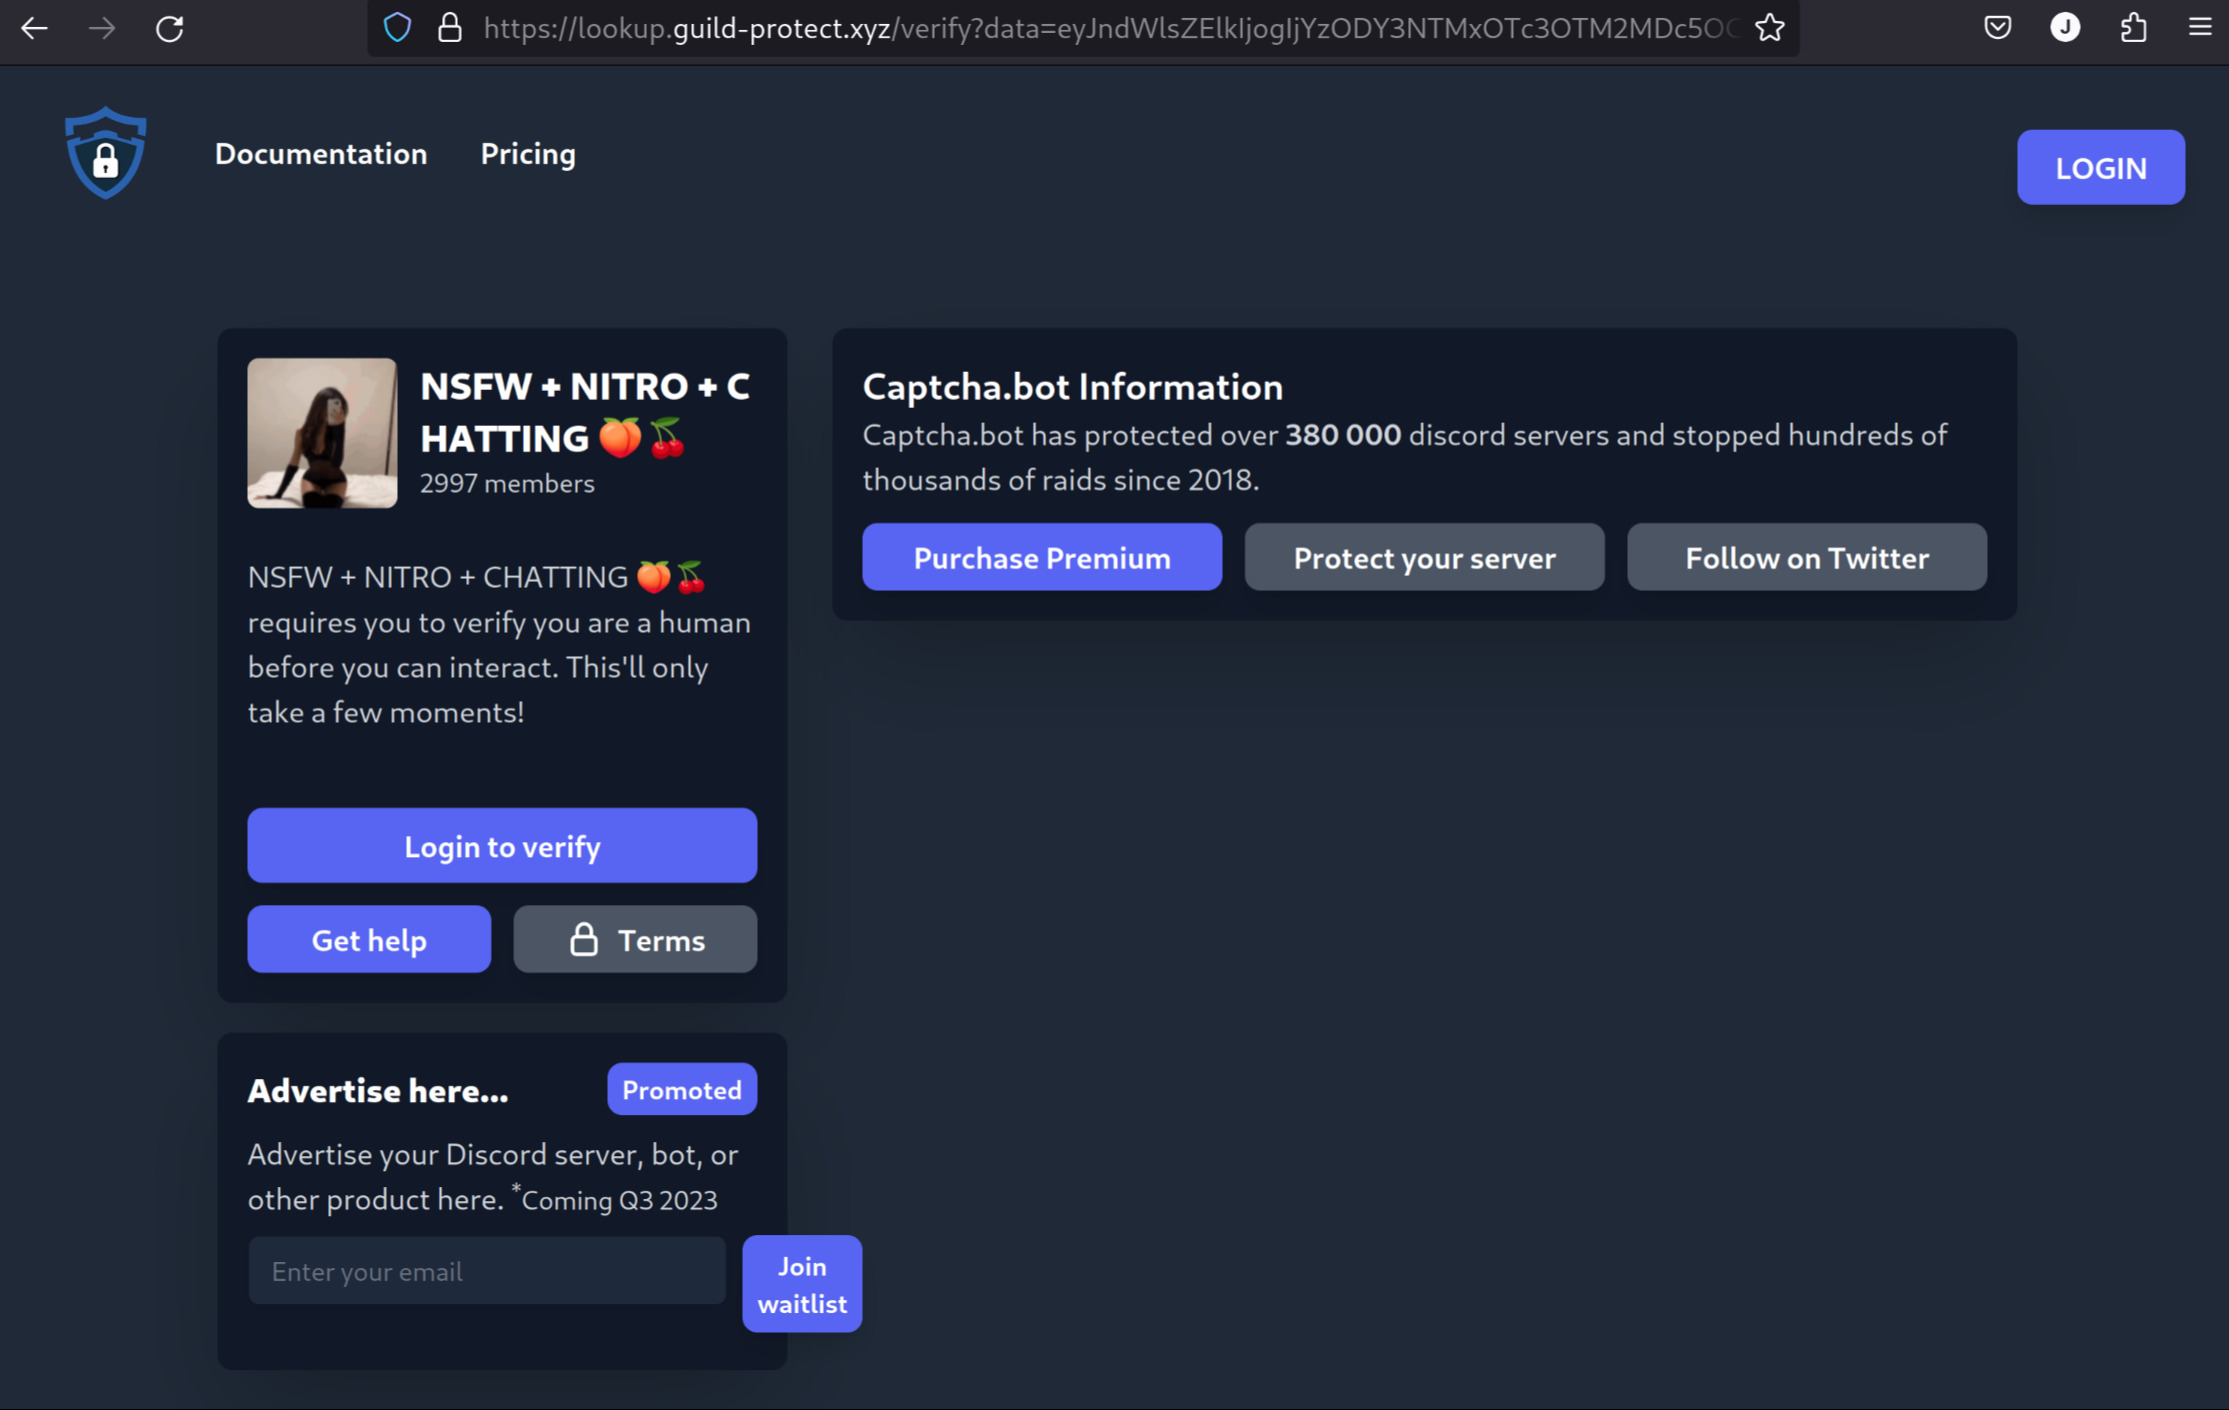 https://lookup.guild-protect.xyz/verify?data=eyJndWlsZElkIjogIjYzODY3NTMxOTc3OTM2MDc5OC
J
Documentation
Pricing
LOGIN
NSFW + NITRO + C
HATTING 🍑🍒
2997 members
NSFW + NITRO + CHATTING 🍑🍒
requires you to verify you are a human
before you can interact. This'll only
take a few moments!
Login to verify
Get help
Terms
Captcha.bot Information
Captcha.bot has protected over 380 000 discord servers and stopped hundreds of
thousands of raids since 2018.
Purchase Premium
Protect your server
Follow on Twitter
Advertise here...
Promoted
Advertise your Discord server, bot, or
other product here. *Coming Q3 2023
Enter your email
Join
waitlist